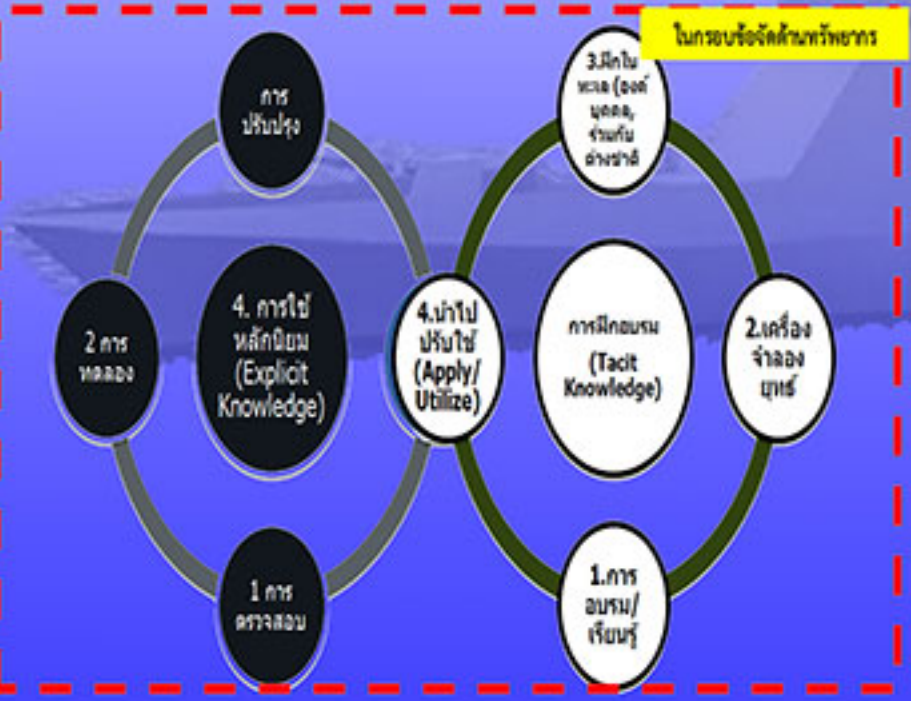 ในกรอบข้อจัดด้านทรัพยากร
การ
ปรับปรุง
2 การ
ทดลอง
4. การใช้
หลักนิยม
(Explicit
Knowledge)
1 การ
ตรวจสอบ
4.นำไป
ปรับใช้
(Apply/
Utilize)
3.ฝึกใน
ทะเล (องค์
บุคคล,
ร่วมกับ
ต่างชาติ
การฝึกอบรม
(Tacit
Knowledge)
2.เครื่อง
จำลอง
ยุทธ์
1.การ
อบรม/
เรียนรู้